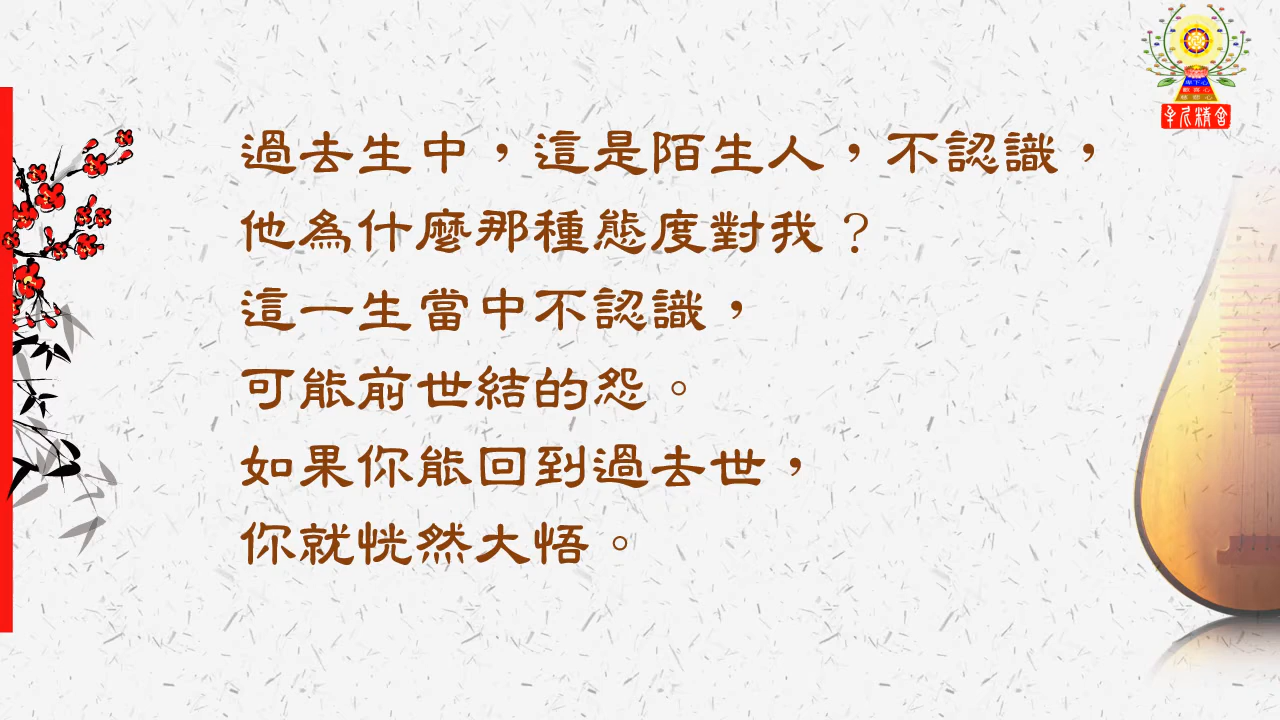 過去生中，這是陌生人，不認識，
他為什麼那種態度對我？
這一生當中不認識，
可能前世結的怨。
如果你能回到過去世，
你就恍然大悟。